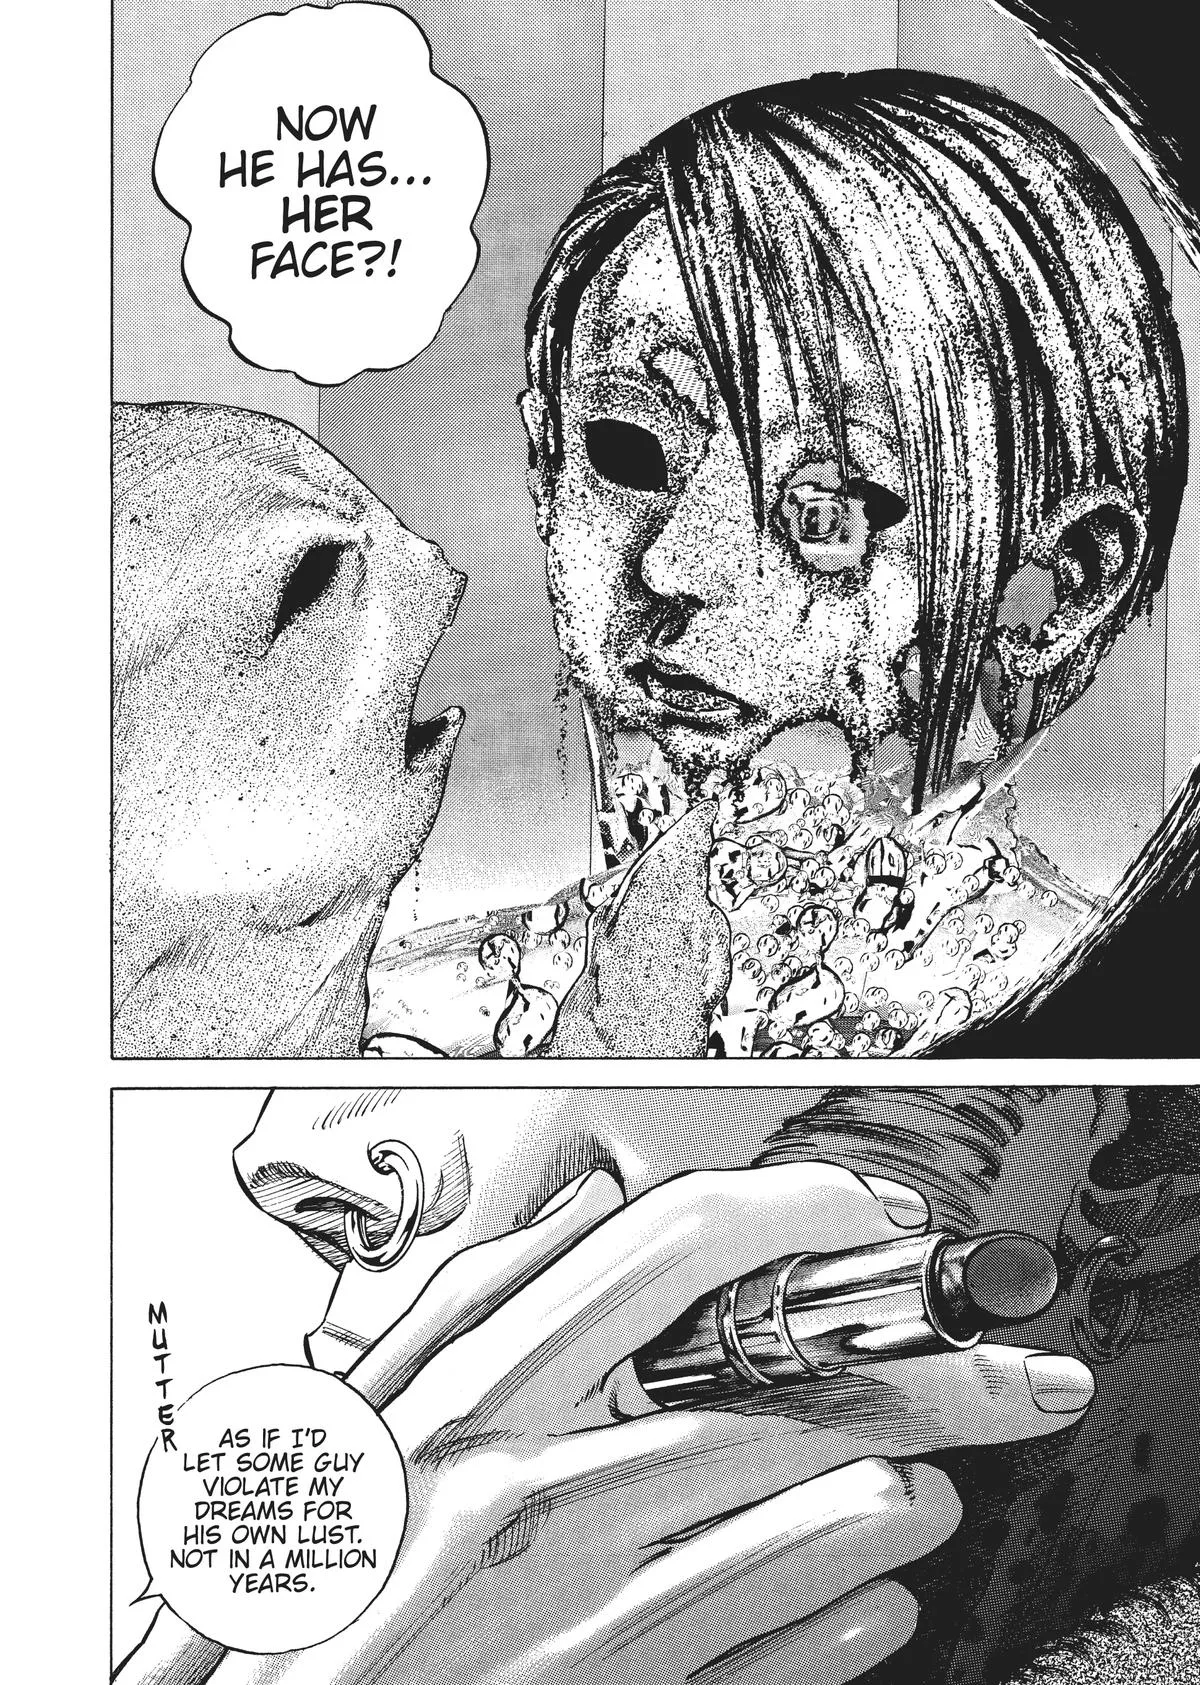 NOW
HE HAS...
HER
FACE?!
MUTTER
AS IF I'D
LET SOME GUY
VIOLATE MY
DREAMS FOR
HIS OWN LUST.
NOT IN A MILLION
YEARS.